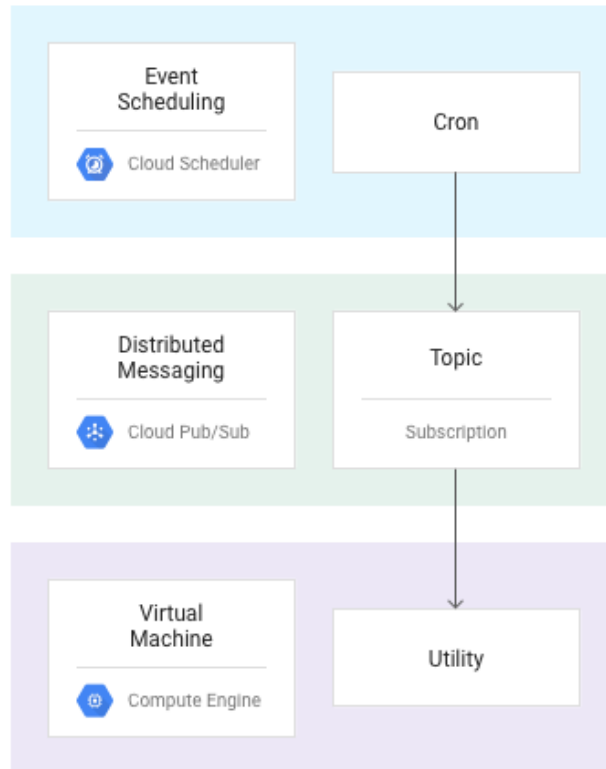 Event
Scheduling
Cloud Scheduler
Cron
Distributed
Messaging
Cloud Pub/Sub
Topic
Subscription
Virtual
Machine
Compute Engine
Utility